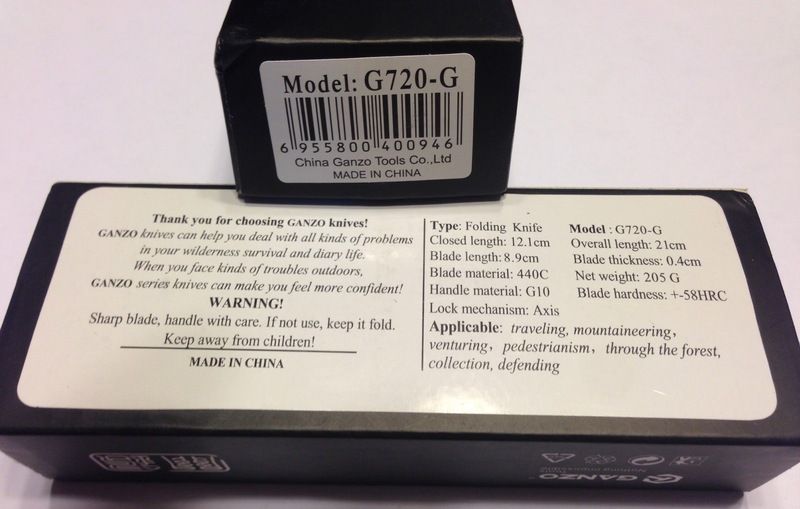 Model: G720-G
6 955800 400946
China Ganzo Tools Co.,Ltd
MADE IN CHINA
Thank you for choosing GANZO knives!
GANZO knives can help you deal with all kinds of problems
in your wilderness survival and diary life.
When you face kinds of troubles outdoors,
GANZO series knives can make you feel more confident!
WARNING!
Sharp blade, handle with care. If not use, keep it fold.
Keep away from children!
MADE IN CHINA
Type: Folding Knife
Closed length: 12.1cm
Blade length: 8.9cm
Blade material: 440C
Handle material: G10
Lock mechanism: Axis
Model : G720-G
Overall length: 21cm
Blade thickness: 0.4cm
Net weight: 205 G
Blade hardness: +-58HRC
Applicable: traveling, mountaineering,
venturing, pedestrianism, through the forest,
collection, defending
GANZO